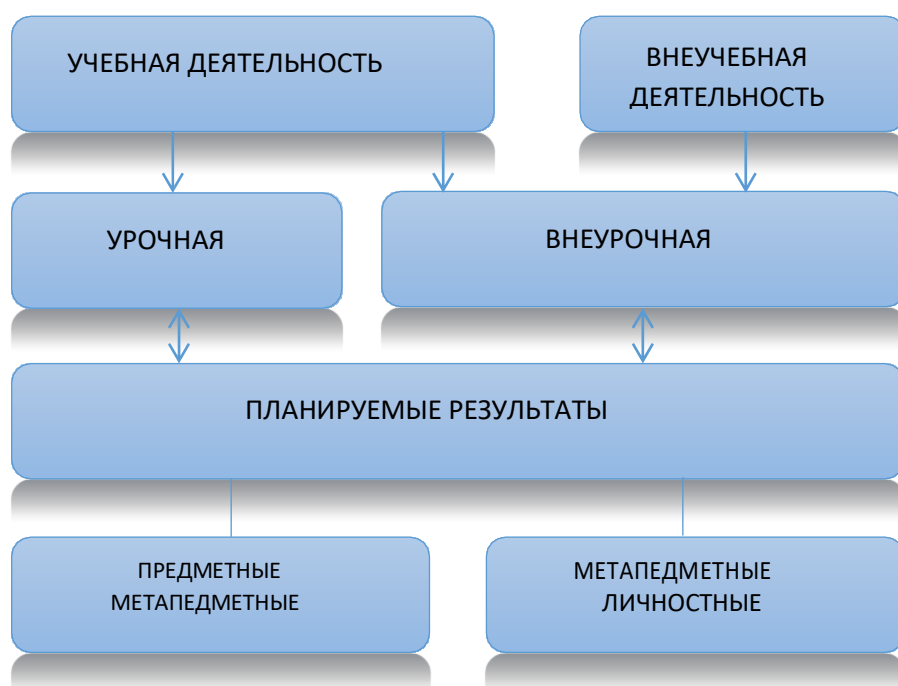 УЧЕБНАЯ ДЕЯТЕЛЬНОСТЬ
ВНЕУЧЕБНАЯ
ДЕЯТЕЛЬНОСТЬ
УРОЧНАЯ
ВНЕУРОЧНАЯ
ПЛАНИРУЕМЫЕ РЕЗУЛЬТАТЫ
ПРЕДМЕТНЫЕ
МЕТАПЕДМЕТНЫЕ
МЕТАПЕДМЕТНЫЕ
ЛИЧНОСТНЫЕ